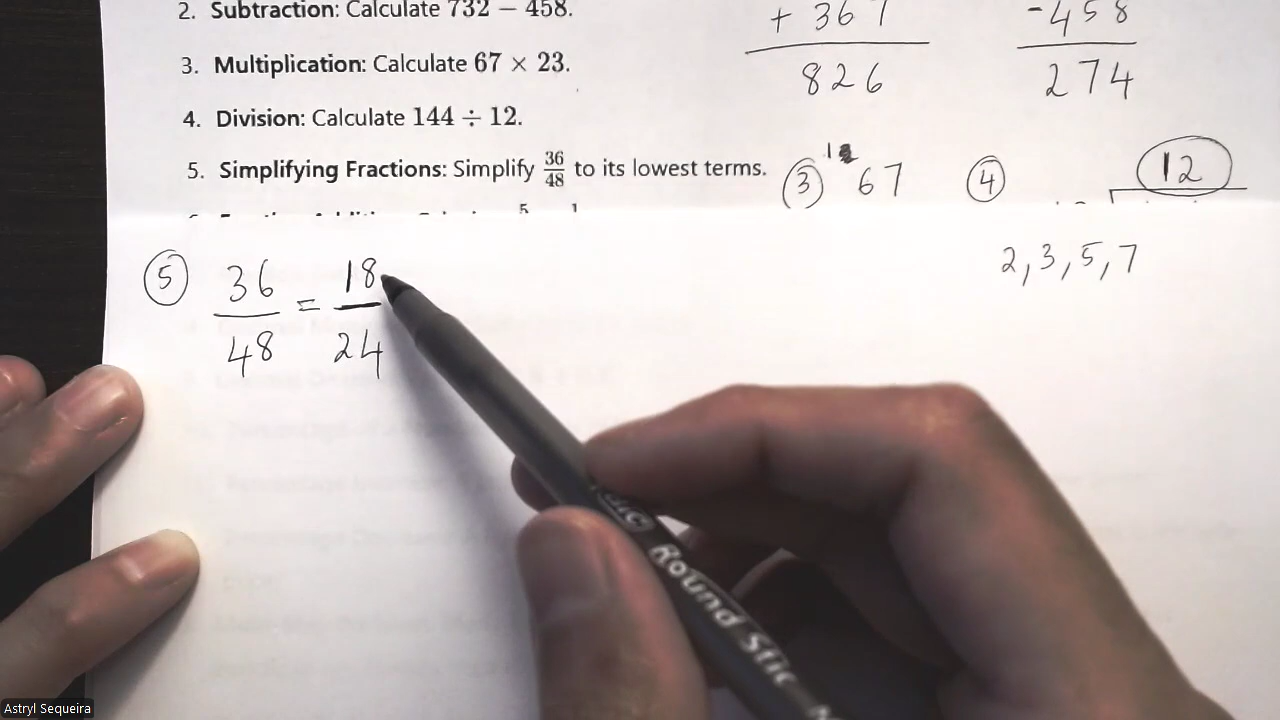 2. Subtraction: Calculate 732 − 458.
3. Multiplication: Calculate 67 × 23.
4. Division: Calculate 144 ÷ 12.
5. Simplifying Fractions: Simplify 36/48 to its lowest terms.
+ 367
826
-458
274
③ 67
④ 12
2,3,5,7
⑤ 36/48 = 18/24
Round Stic
Astryl Sequeira